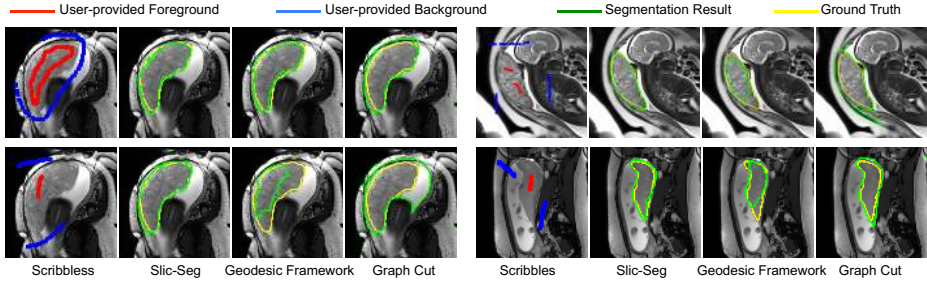 User-provided Foreground User-provided Background Segmentation Result Ground Truth
Scribbless Slic-Seg Geodesic Framework Graph Cut Scribbles Slic-Seg Geodesic Framework Graph Cut